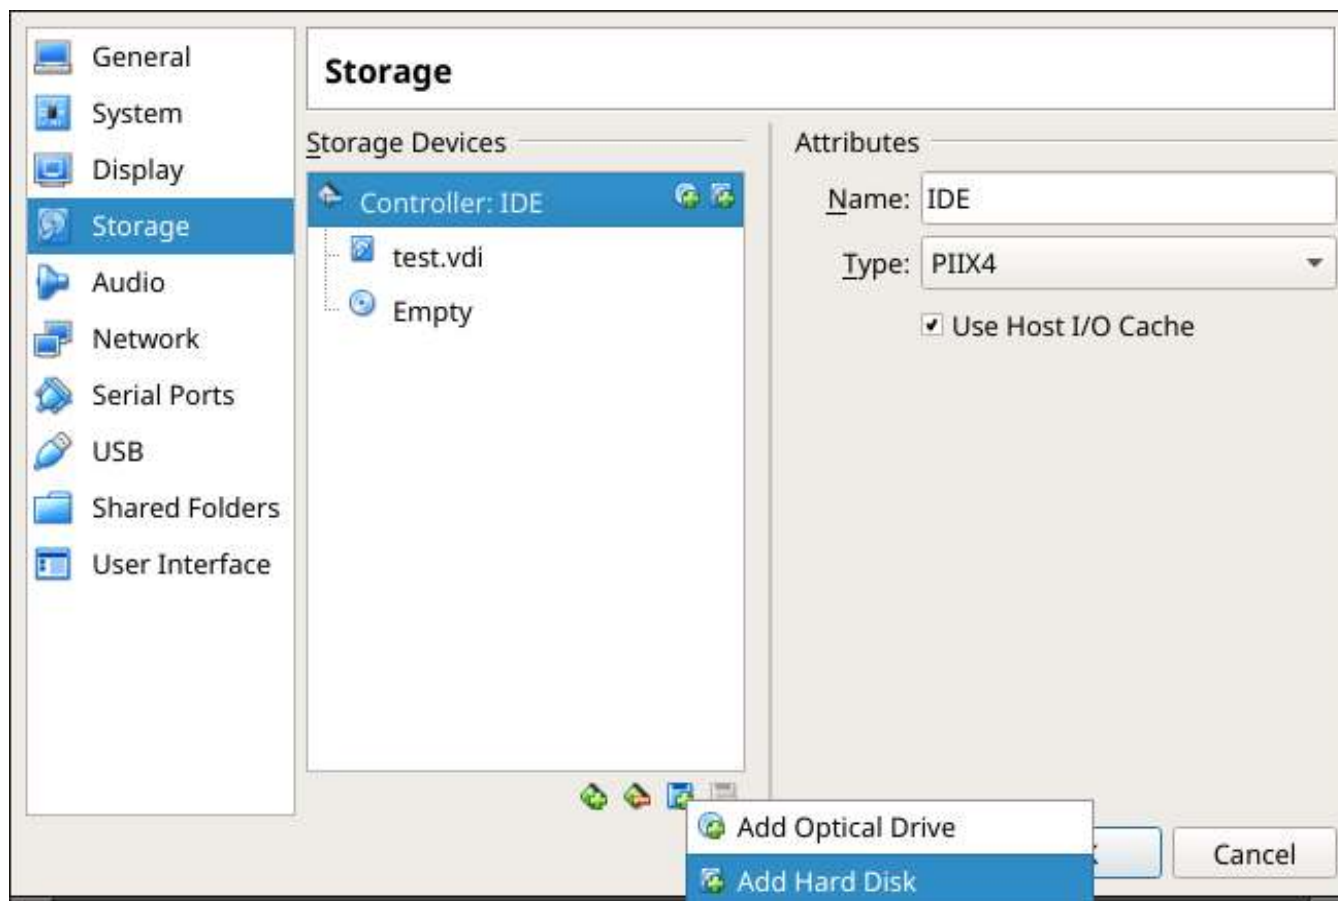 General
System
Display
Storage
Audio
Network
Serial Ports
USB
Shared Folders
User Interface
Storage
Storage Devices
Controller: IDE
test.vdi
Empty
Attributes
Name: IDE
Type: PIIX4
Use Host I/O Cache
Add Optical Drive
Add Hard Disk
Cancel